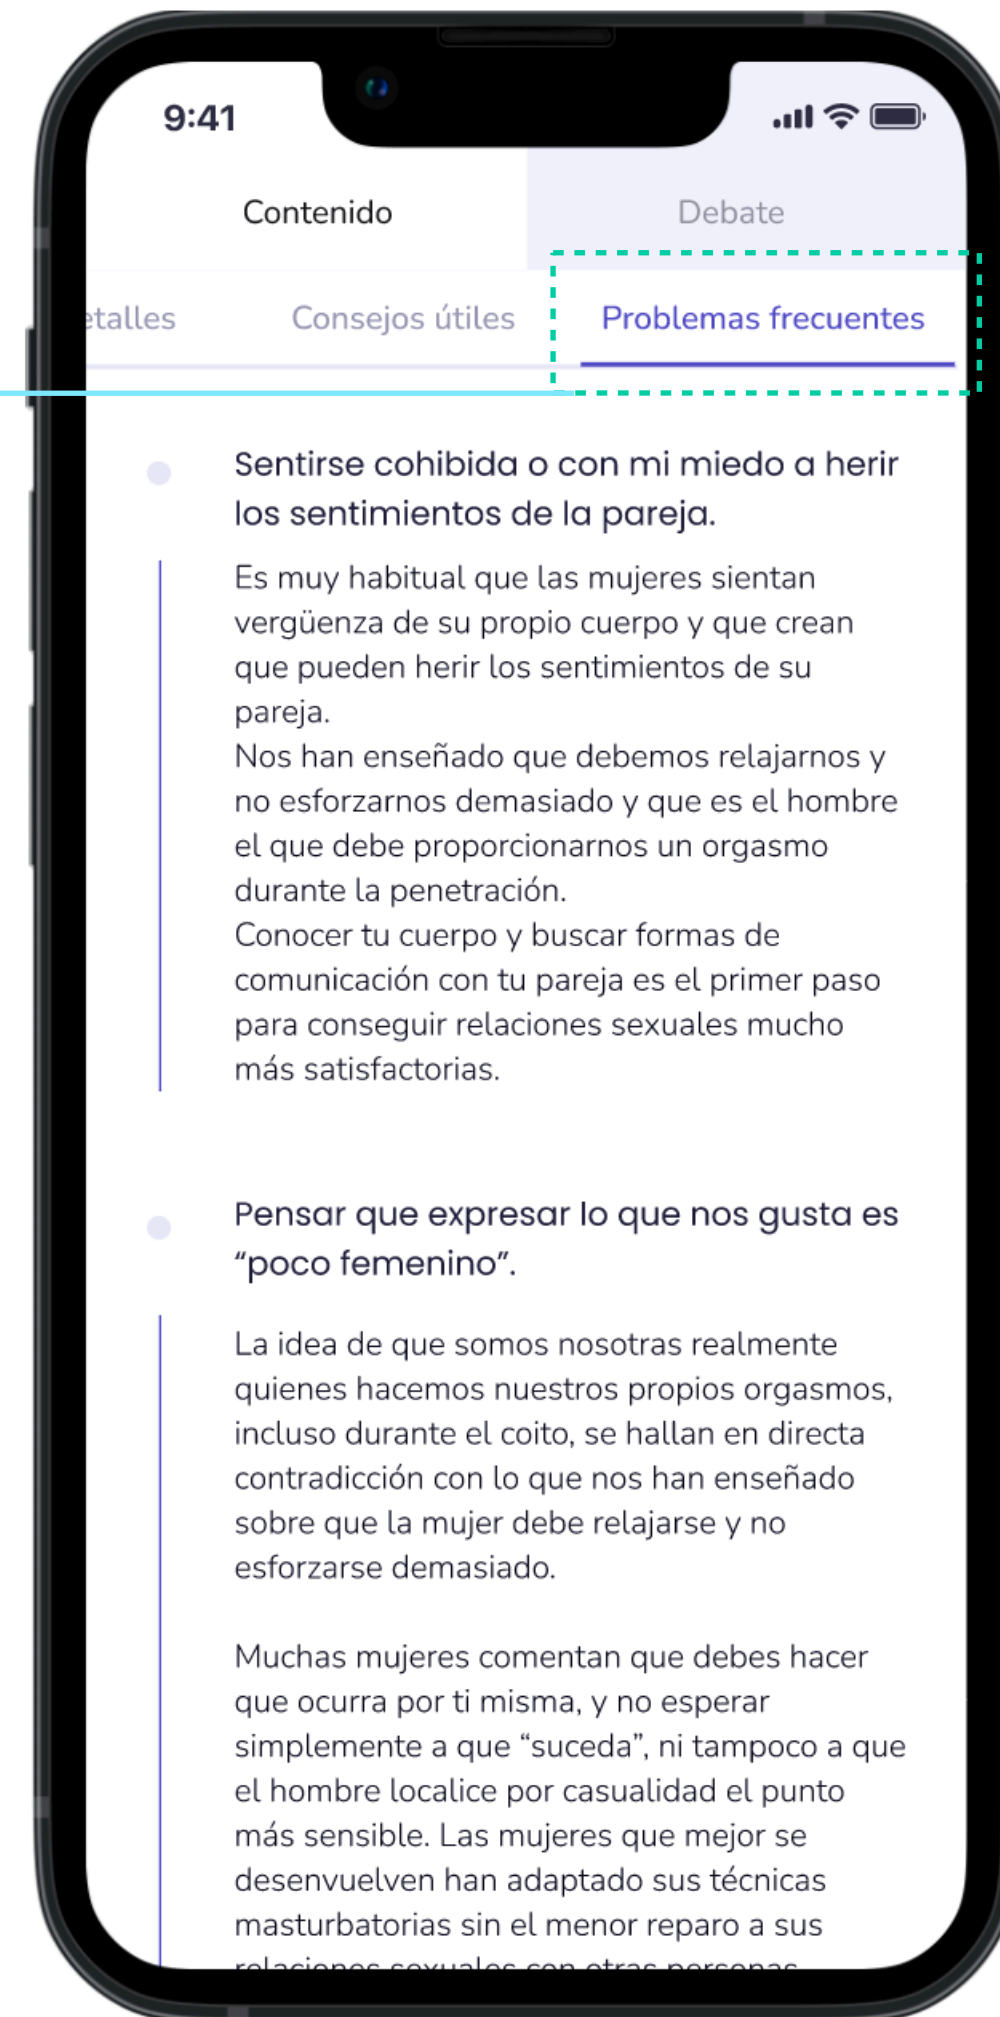 9:41
Contenido
Debate
etalles
Consejos útiles
Problemas frecuentes
Sentirse cohibida o con mi miedo a herir
los sentimientos de la pareja.
Es muy habitual que las mujeres sientan
vergüenza de su propio cuerpo y que crean
que pueden herir los sentimientos de su
pareja.
Nos han enseñado que debemos relajarnos y
no esforzarnos demasiado y que es el hombre
el que debe proporcionarnos un orgasmo
durante la penetración.
Conocer tu cuerpo y buscar formas de
comunicación con tu pareja es el primer paso
para conseguir relaciones sexuales mucho
más satisfactorias.
Pensar que expresar lo que nos gusta es
“poco femenino”.
La idea de que somos nosotras realmente
quienes hacemos nuestros propios orgasmos,
incluso durante el coito, se hallan en directa
contradicción con lo que nos han enseñado
sobre que la mujer debe relajarse y no
esforzarse demasiado.
Muchas mujeres comentan que debes hacer
que ocurra por ti misma, y no esperar
simplemente a que “suceda”, ni tampoco a que
el hombre localice por casualidad el punto
más sensible. Las mujeres que mejor se
desenvuelven han adaptado sus técnicas
masturbatorias sin el menor reparo a sus
relaciones sexuales con otras personas